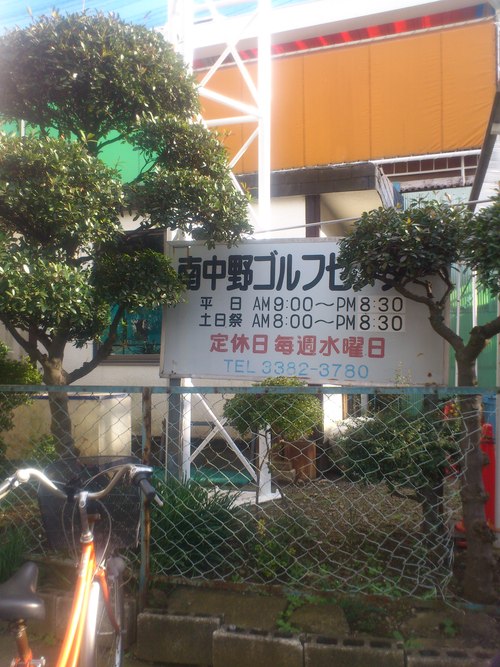 南中野ゴルフセンター
平日 AM9:00～PM8:30
土日祭 AM8:00～PM8:30
定休日毎週水曜日
TEL 3382-3780